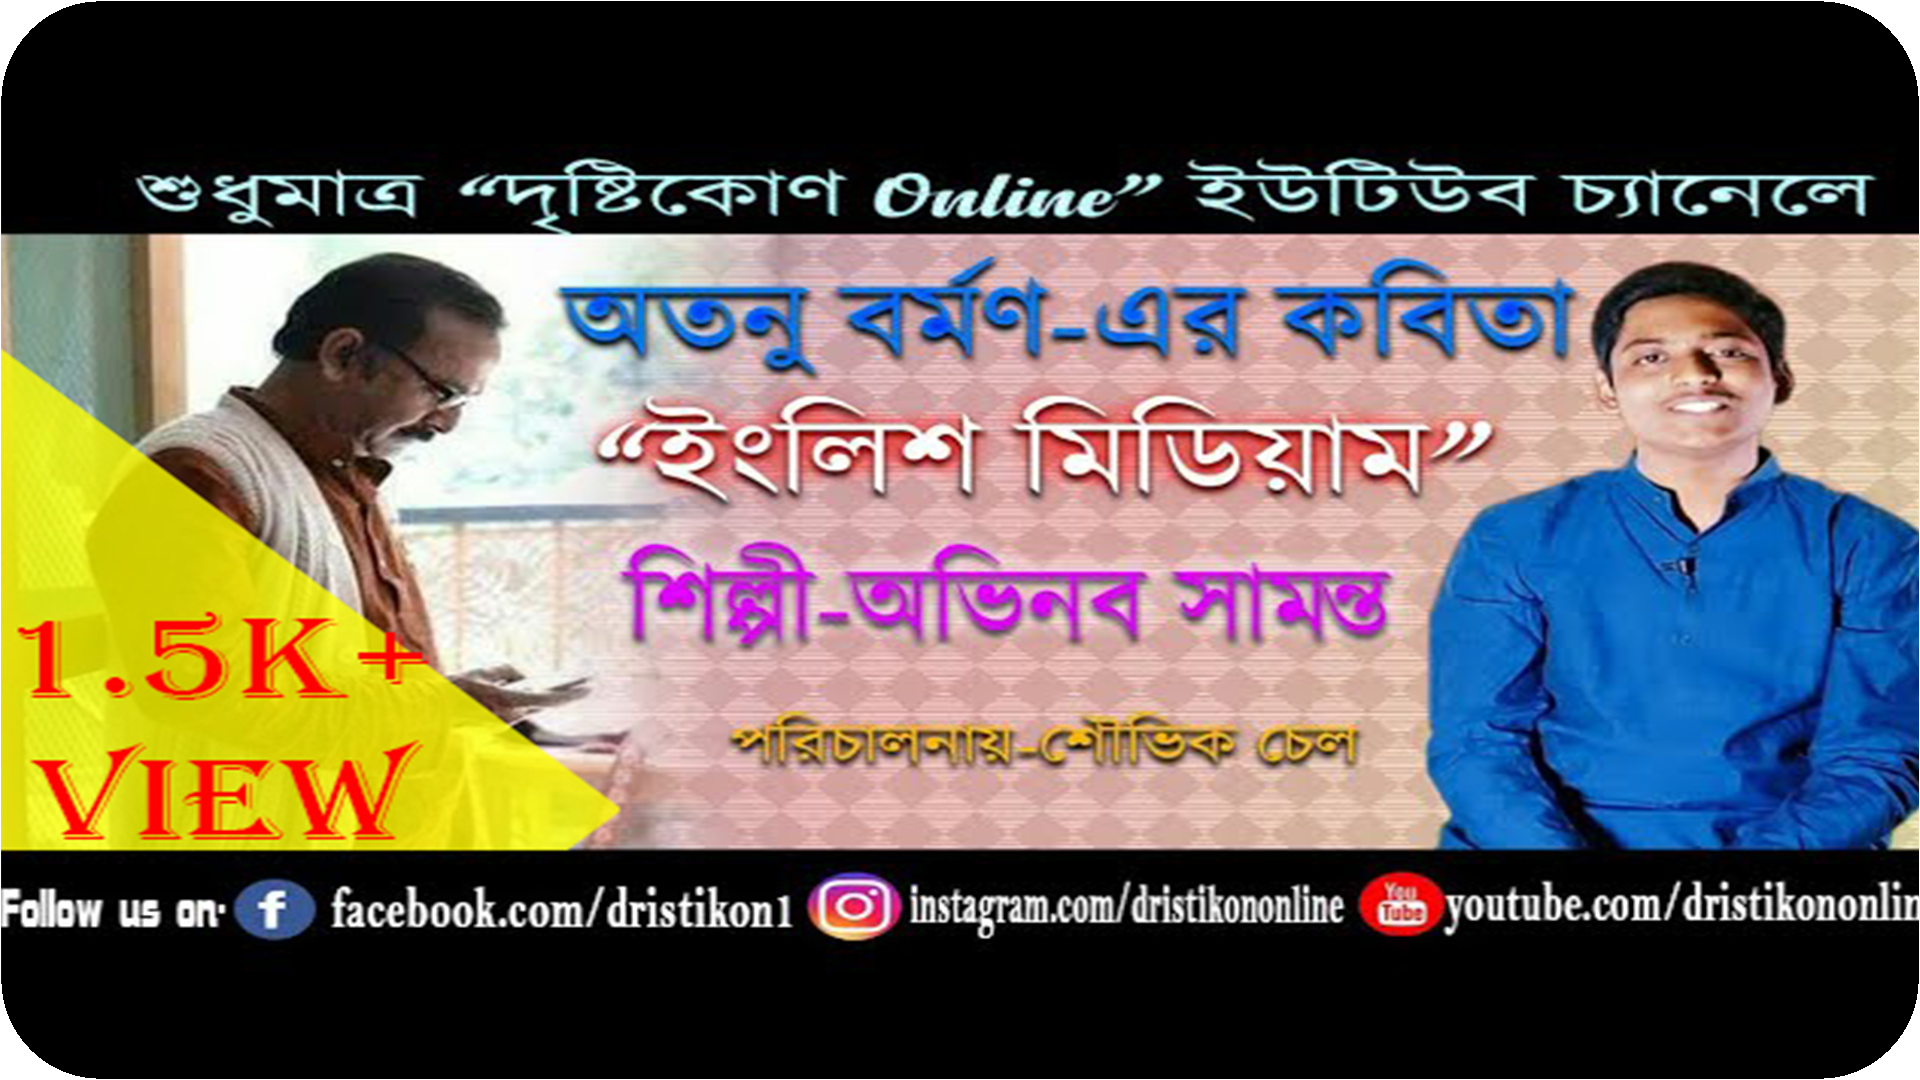 শুধুমাত্র “দৃষ্টিকোণ Online” ইউটিউব চ্যানেলে
অতনু বর্মণ-এর কবিতা
“ইংলিশ মিডিয়াম”
শিল্পী-অভিনব সামন্ত
পরিচালনায়-শৌভিক চেল
1.5K+
VIEW
Follow us on- facebook.com/dristikon1 instagram.com/dristikononline You Tube youtube.com/dristikononlin